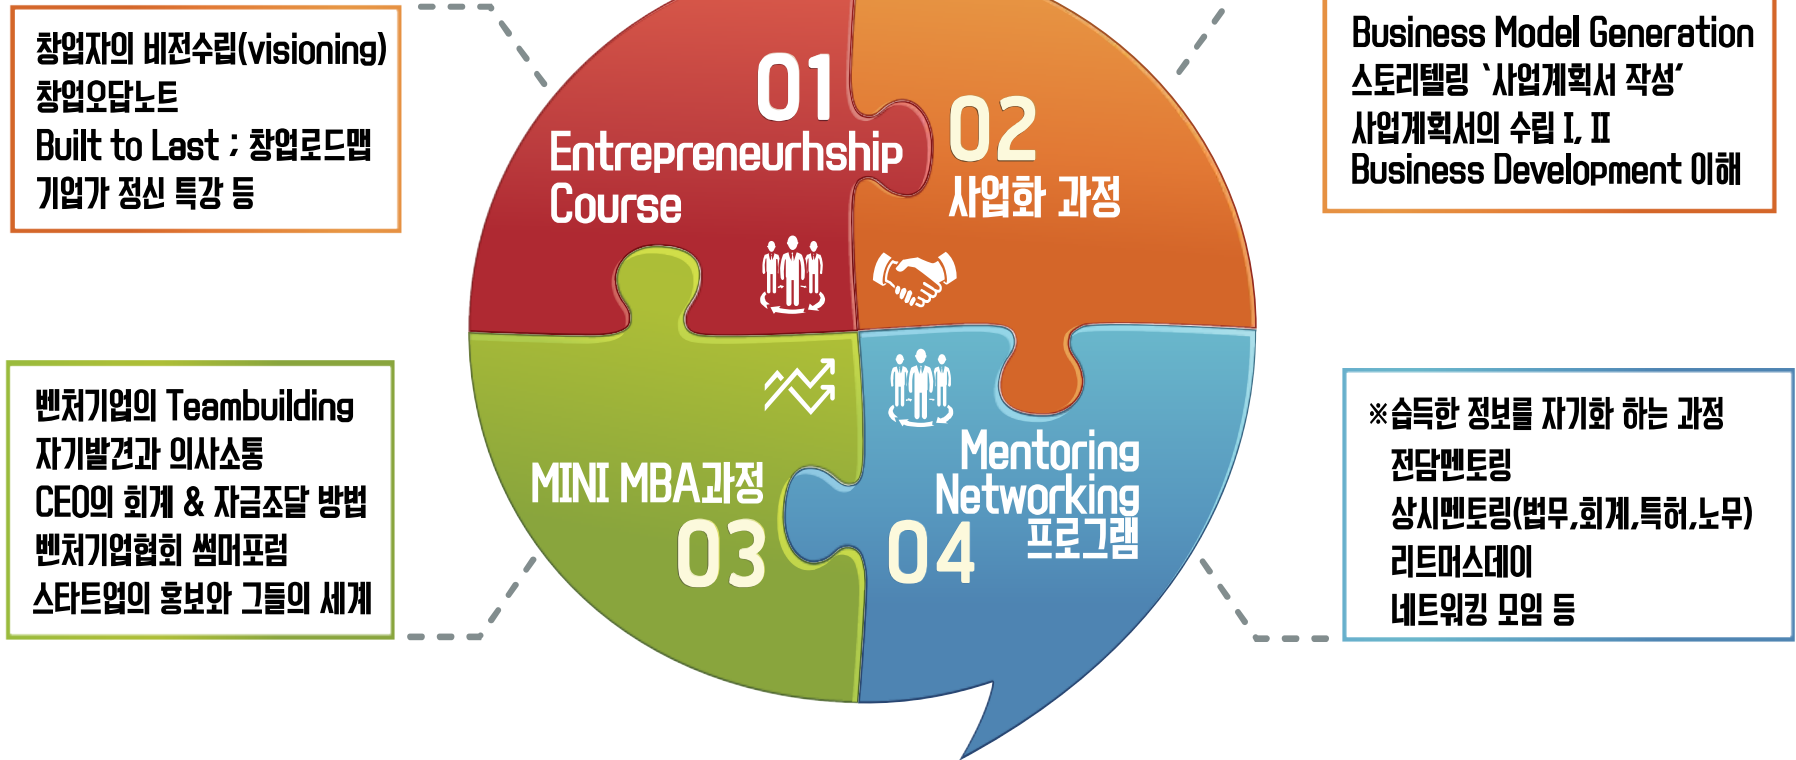 창업자의 비전수립(visioning)
창업오답노트
Built to Last ; 창업로드맵
기업가 정신 특강 등
01
Entrepreneurhship
Course
02
사업화 과정
Business Model Generation
스토리텔링 `사업계획서 작성′
사업계획서의 수립 Ⅰ, Ⅱ
Business Development 이해
벤처기업의 Teambuilding
자기발견과 의사소통
CEO의 회계 & 자금조달 방법
벤처기업협회 썸머포럼
스타트업의 홍보와 그들의 세계
MINI MBA과정
03
Mentoring
Networking
프로그램
04
※습득한 정보를 자기화 하는 과정
전담멘토링
상시멘토링(법무,회계,특허,노무)
리트머스데이
네트워킹 모임 등